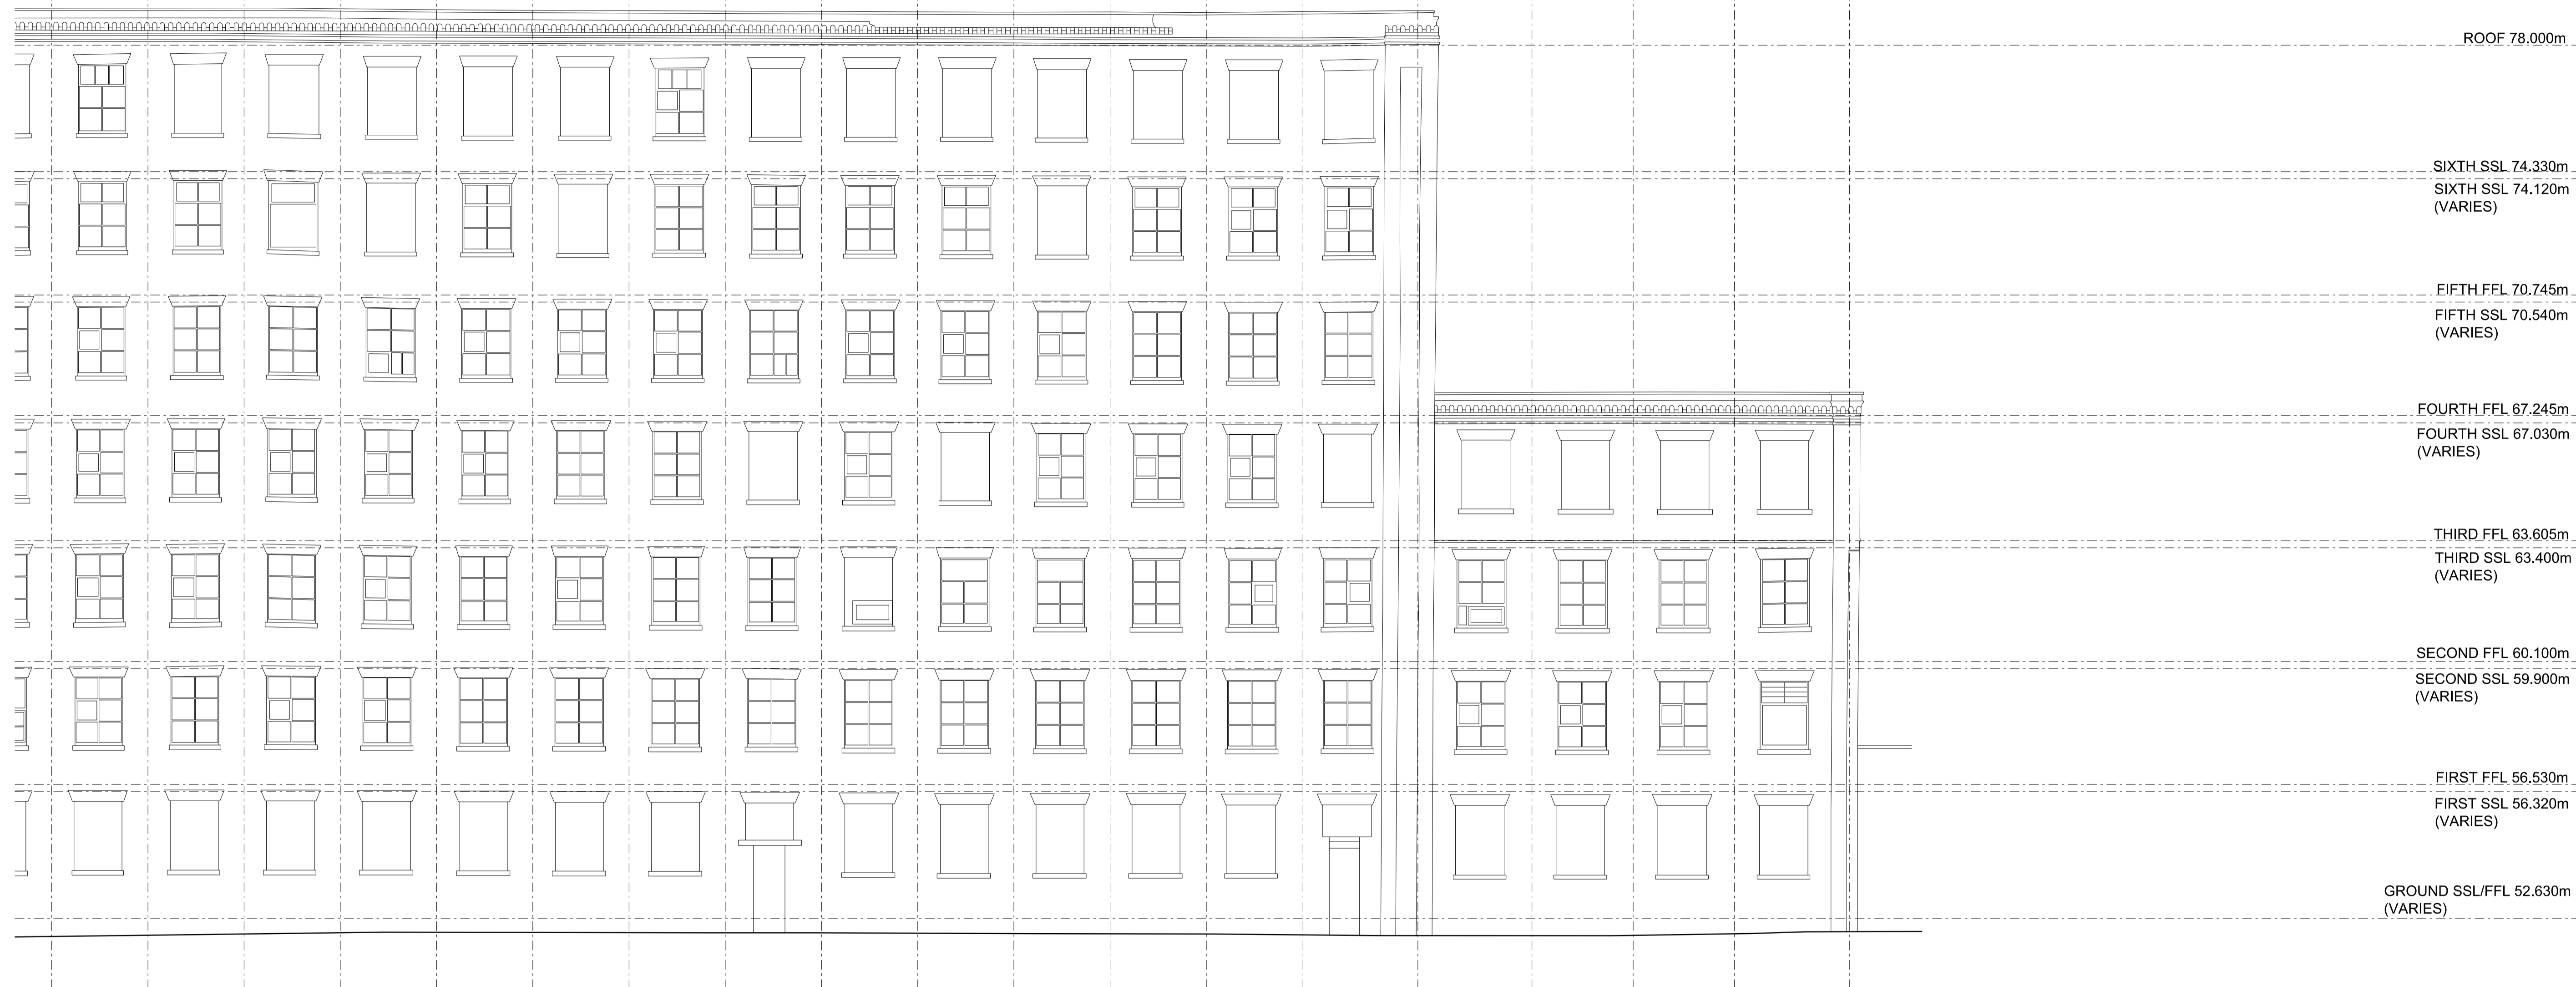 ROOF 78.000m
SIXTH SSL 74.330m
SIXTH SSL 74.120m
(VARIES)
FIFTH FFL 70.745m
FIFTH SSL 70.540m
(VARIES)
FOURTH FFL 67.245m
FOURTH SSL 67.030m
(VARIES)
THIRD FFL 63.605m
THIRD SSL 63.400m
(VARIES)
SECOND FFL 60.100m
SECOND SSL 59.900m
(VARIES)
FIRST FFL 56.530m
FIRST SSL 56.320m
(VARIES)
GROUND SSL/FFL 52.630m
(VARIES)